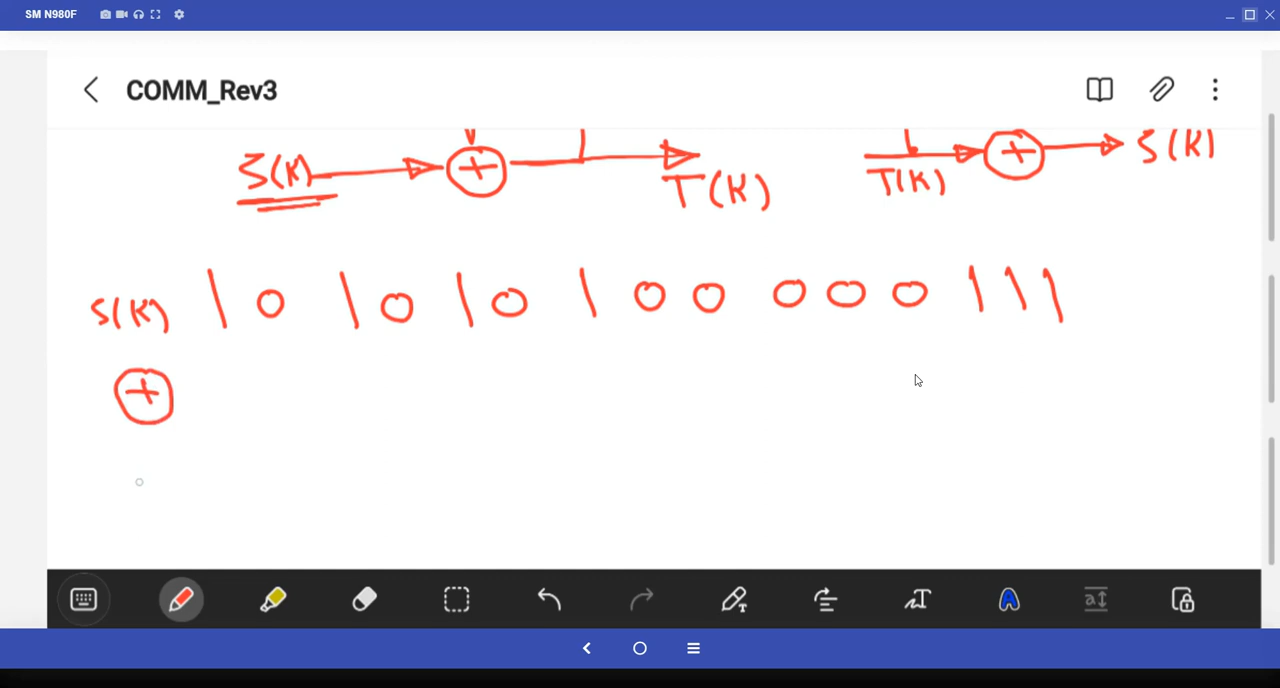 SM N980F
COMM_Rev3
S(K) + T(K) T(K) + S(K)
S(K) 1 0 1 0 1 0 1 0 0 0 0 0 1 1 1
+